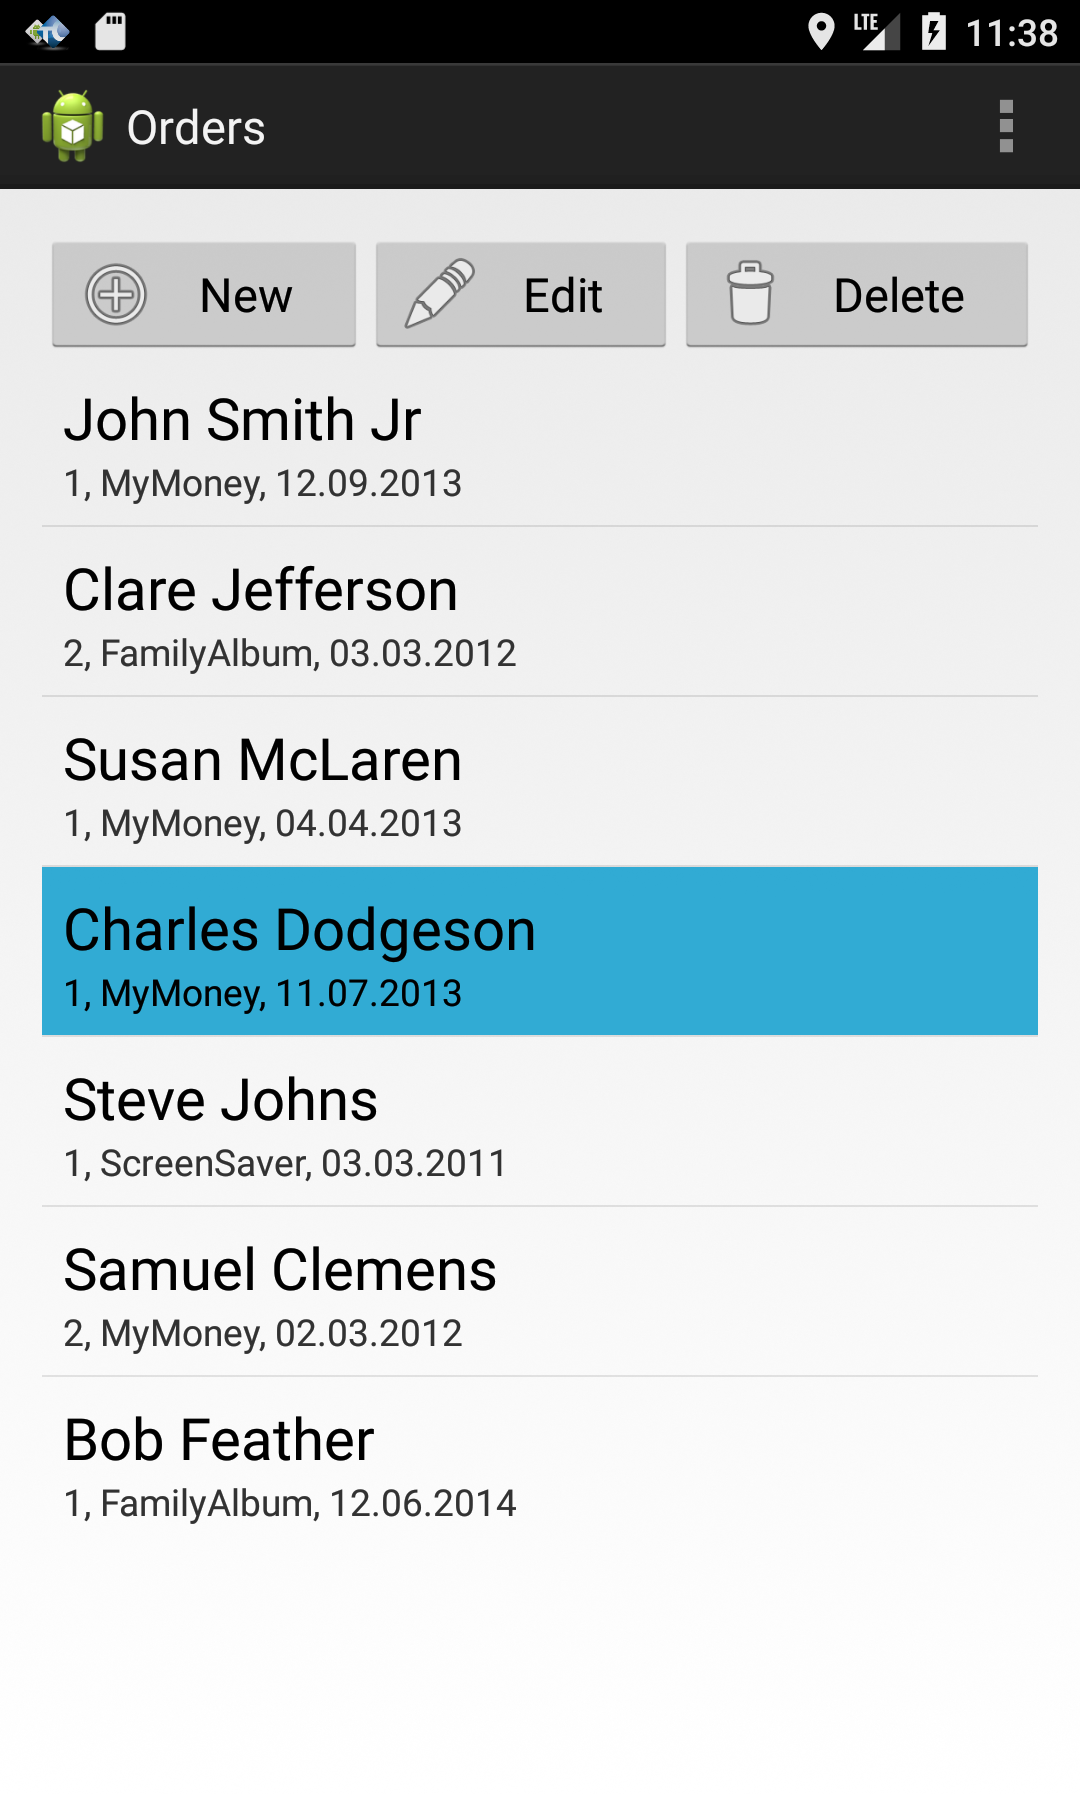 LTE 11:38
Orders
New Edit Delete
John Smith Jr
1, MyMoney, 12.09.2013
Clare Jefferson
2, FamilyAlbum, 03.03.2012
Susan McLaren
1, MyMoney, 04.04.2013
Charles Dodgeson
1, MyMoney, 11.07.2013
Steve Johns
1, ScreenSaver, 03.03.2011
Samuel Clemens
2, MyMoney, 02.03.2012
Bob Feather
1, FamilyAlbum, 12.06.2014